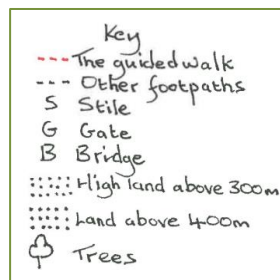 Key
The guided walk
Other footpaths
S Stile
G Gate
B Bridge
High land above 300m
Land above 400m
Trees